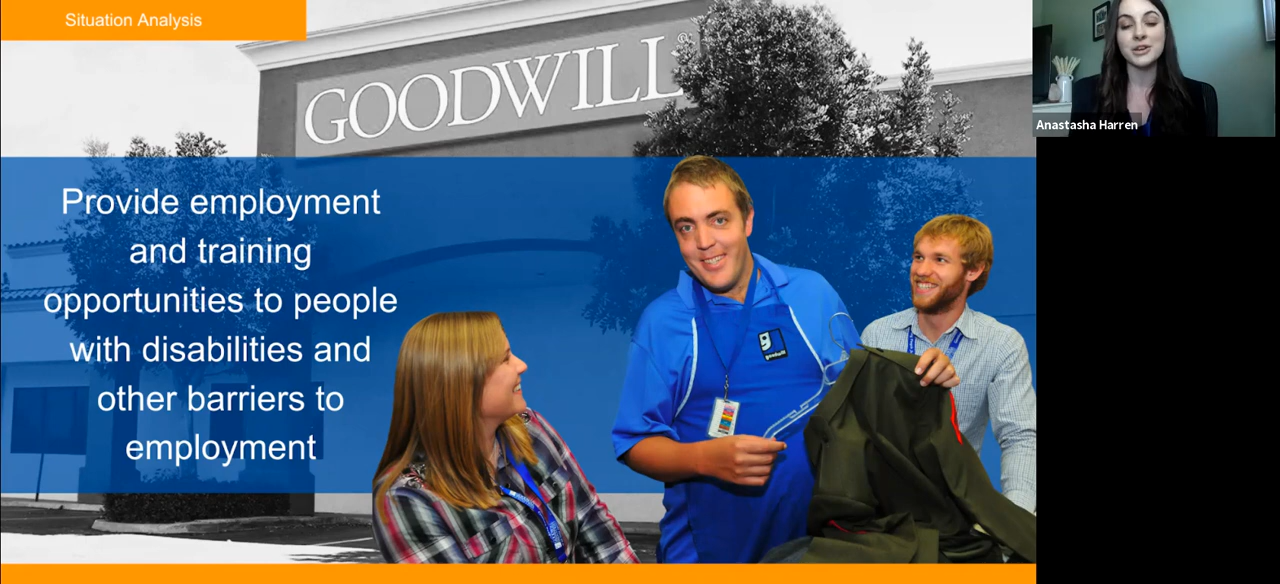 Situation Analysis
GOODWILL®
Provide employment
and training
opportunities to people
with disabilities and
other barriers to
employment
goodwill
Anastasha Harren